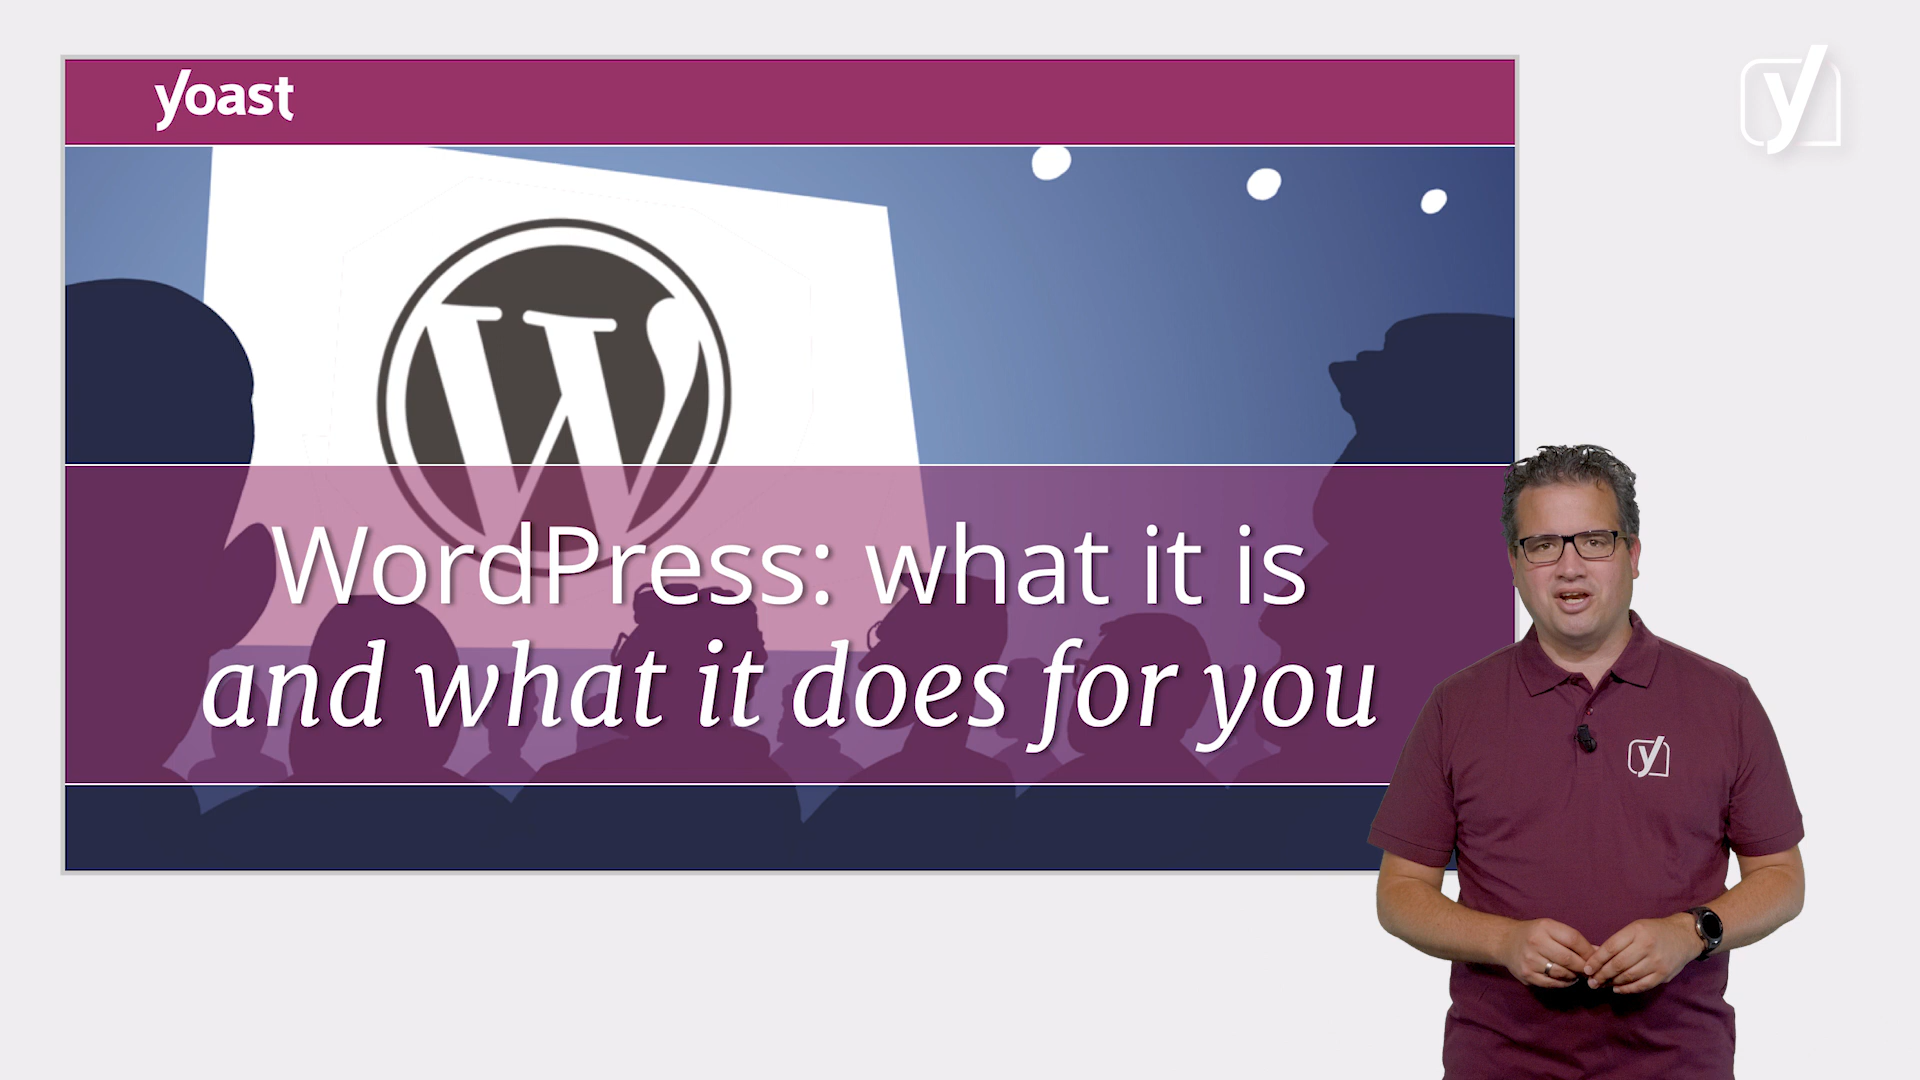 yoast
y
W
WordPress: what it is
and what it does for you
y